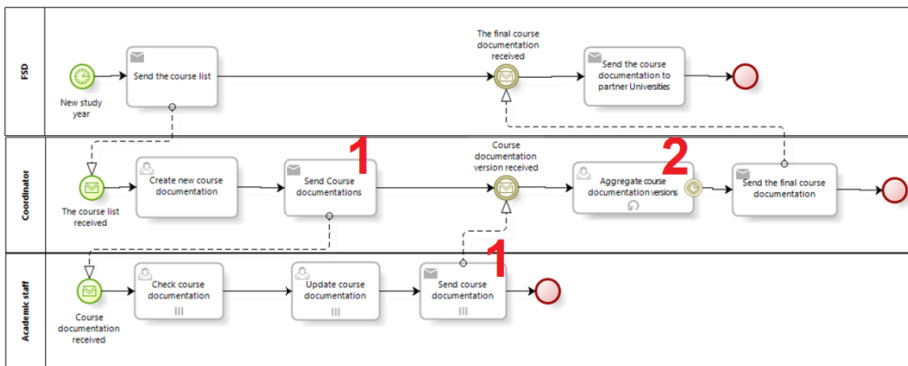 FSD
New study
year
Send the course list
The final course
documentation
received
Send the course
documentation to
partner Universities
Coordinator
The course list
received
Create new course
documentation
1
Send Course
documentations
Course
documentation
version received
2
Aggregate course
documentation versions
Send the final course
documentation
Academic staff
Course
documentation
received
Check course
documentation
Update course
documentation
1
Send course
documentation